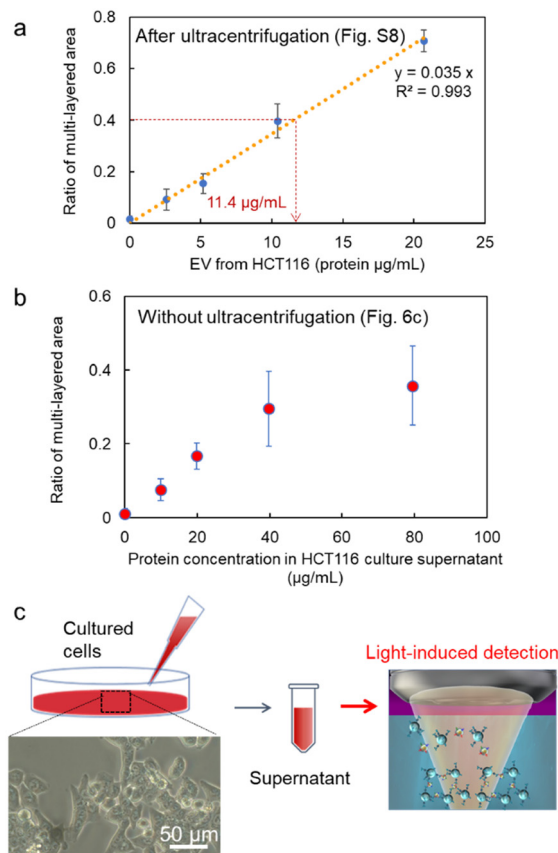 a
After ultracentrifugation (Fig. S8)
y = 0.035 x
R² = 0.993
11.4 µg/mL
Ratio of multi-layered area
0.8
0.6
0.4
0.2
0
0 5 10 15 20 25
EV from HCT116 (protein µg/mL)
b
Without ultracentrifugation (Fig. 6c)
Ratio of multi-layered area
0.6
0.4
0.2
0
0 20 40 60 80 100
Protein concentration in HCT116 culture supernatant
(µg/mL)
c
Cultured
cells
Light-induced detection
Supernatant
50 µm